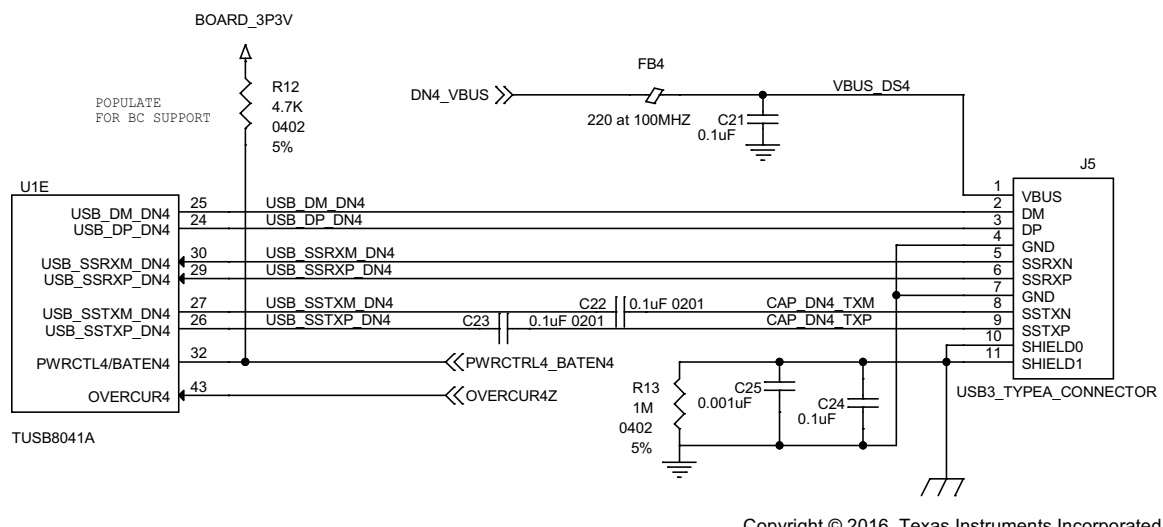 BOARD_3P3V
FB4
R12
4.7K
0402
5%
POPULATE
FOR BC SUPPORT
DN4_VBUS
VBUS_DS4
220 at 100MHZ
C21
0.1uF
J5
U1E
1
VBUS
USB_DM_DN4
25
USB_DM_DN4
2
DM
USB_DP_DN4
24
USB_DP_DN4
3
DP
4
GND
USB_SSRXM_DN4
30
USB_SSRXM_DN4
5
SSRXN
USB_SSRXP_DN4
29
USB_SSRXP_DN4
6
SSRXP
7
GND
USB_SSTXM_DN4
27
USB_SSTXM_DN4
C22
0.1uF 0201
CAP_DN4_TXM
8
SSTXN
USB_SSTXP_DN4
26
USB_SSTXP_DN4
C23
0.1uF 0201
CAP_DN4_TXP
9
SSTXP
10
SHIELD0
PWRCTL4/BATEN4
32
PWRCTRL4_BATEN4
11
SHIELD1
OVERCUR4
43
OVERCUR4Z
R13
1M
0402
5%
C25
0.001uF
C24
0.1uF
USB3_TYPEA_CONNECTOR
TUSB8041A
Copyright © 2016, Texas Instruments Incorporated